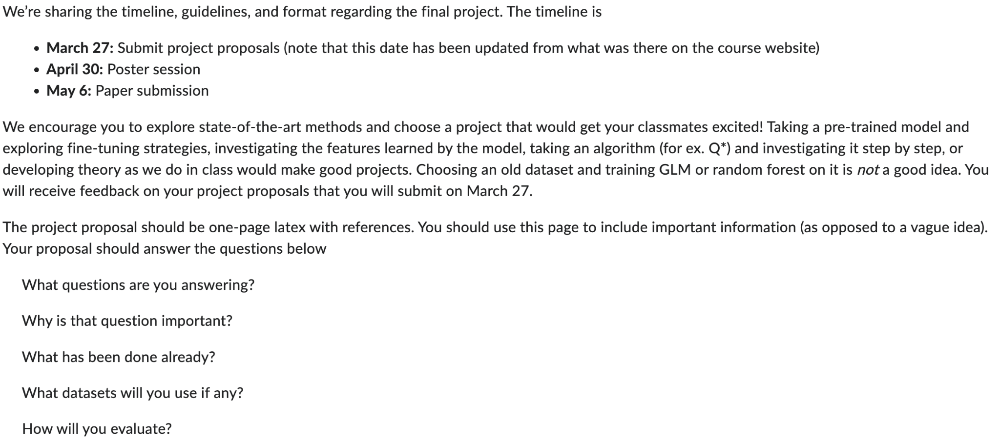 We're sharing the timeline, guidelines, and format regarding the final project. The timeline is
• March 27: Submit project proposals (note that this date has been updated from what was there on the course website)
• April 30: Poster session
• May 6: Paper submission
We encourage you to explore state-of-the-art methods and choose a project that would get your classmates excited! Taking a pre-trained model and
exploring fine-tuning strategies, investigating the features learned by the model, taking an algorithm (for ex. Q*) and investigating it step by step, or
developing theory as we do in class would make good projects. Choosing an old dataset and training GLM or random forest on it is not a good idea. You
will receive feedback on your project proposals that you will submit on March 27.
The project proposal should be one-page latex with references. You should use this page to include important information (as opposed to a vague idea).
Your proposal should answer the questions below
What questions are you answering?
Why is that question important?
What has been done already?
What datasets will you use if any?
How will you evaluate?